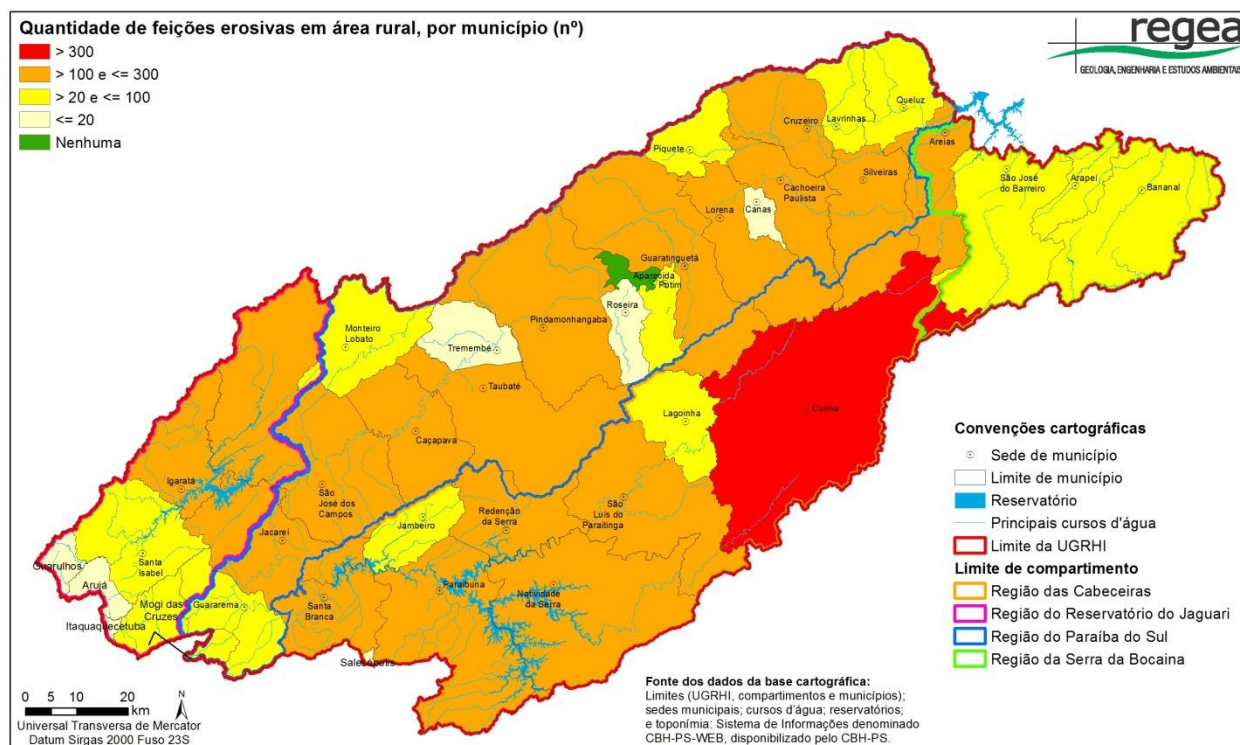 Quantidade de feições erosivas em área rural, por município (nº)
> 300
> 100 e <= 300
> 20 e <= 100
<= 20
Nenhuma
regea
GEOLOGIA, ENGENHARIA E ESTUDOS AMBIENTAIS
Queluz
Lavrinhas
Cruzeiro
Areias
Piquete
São José
do Barreiro
Arapeí
Bananal
Silveiras
Cachoeira
Paulista
Canas
Lorena
Guaratinguetá
Aparecida
Potim
Roseira
Pindamonhangaba
Monteiro
Lobato
Tremembé
Taubaté
Lagoinha
Cunha
Caçapava
Igaratá
São
José dos
Campos
Jambeiro
Redenção
da Serra
São
Luís do
Paraitinga
Jacareí
Guarulhos
Arujá
Santa
Isabel
Itaquaquecetuba
Mogi das
Cruzes
Guararema
Santa
Branca
Paraibuna
Natividade
da Serra
Salesópolis
Convenções cartográficas
Sede de município
Limite de município
Reservatório
Principais cursos d'água
Limite da UGRHI
Limite de compartimento
Região das Cabeceiras
Região do Reservatório do Jaguari
Região do Paraíba do Sul
Região da Serra da Bocaina
0 5 10 20
km
N
Universal Transversa de Mercator
Datum Sirgas 2000 Fuso 23S
Fonte dos dados da base cartográfica:
Limites (UGRHI, compartimentos e municípios);
sedes municipais; cursos d'água; reservatórios;
e toponímia: Sistema de Informações denominado
CBH-PS-WEB, disponibilizado pelo CBH-PS.